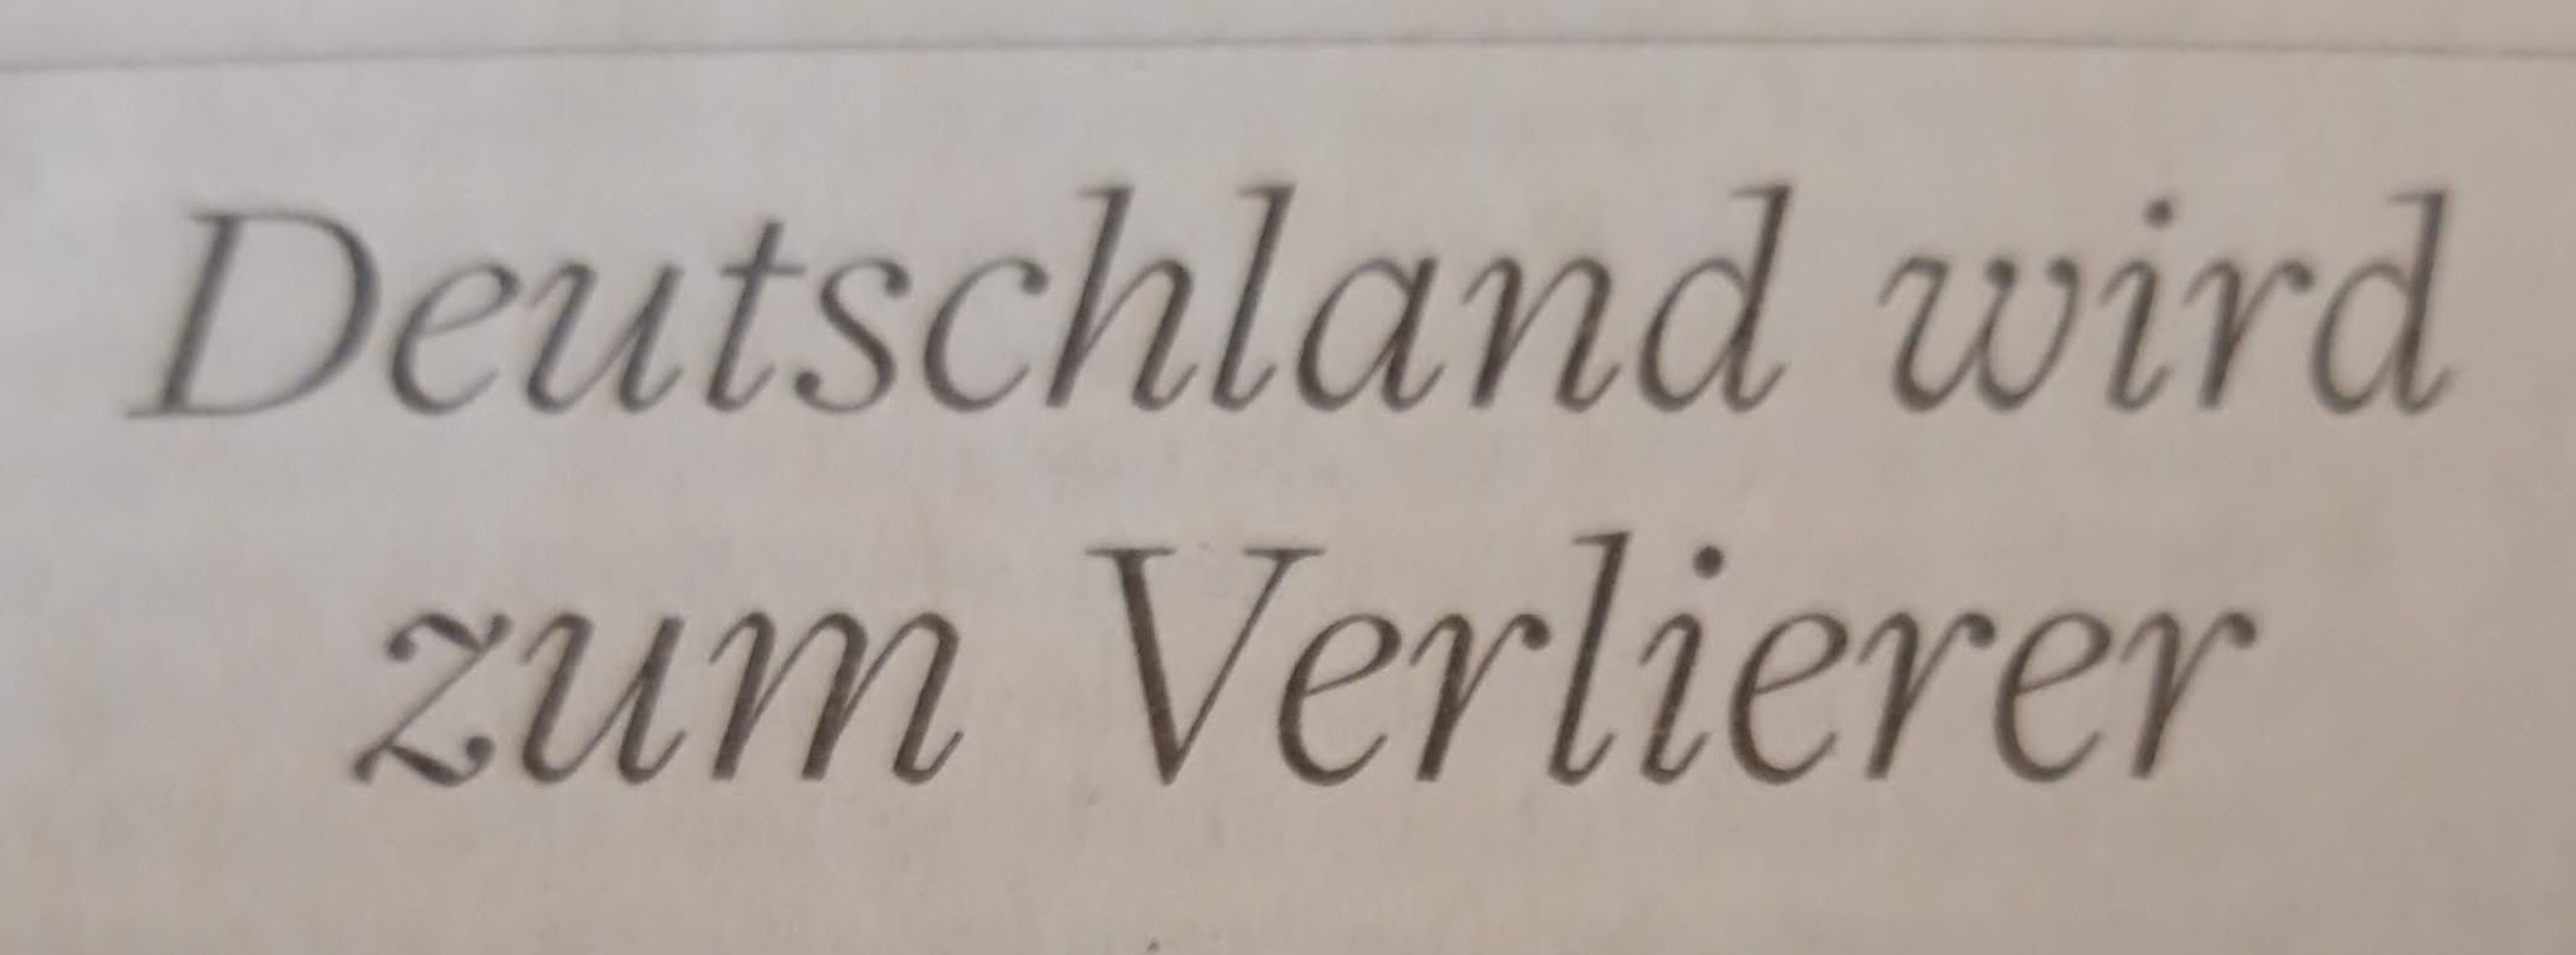 Deutschland wird
zum Verlierer